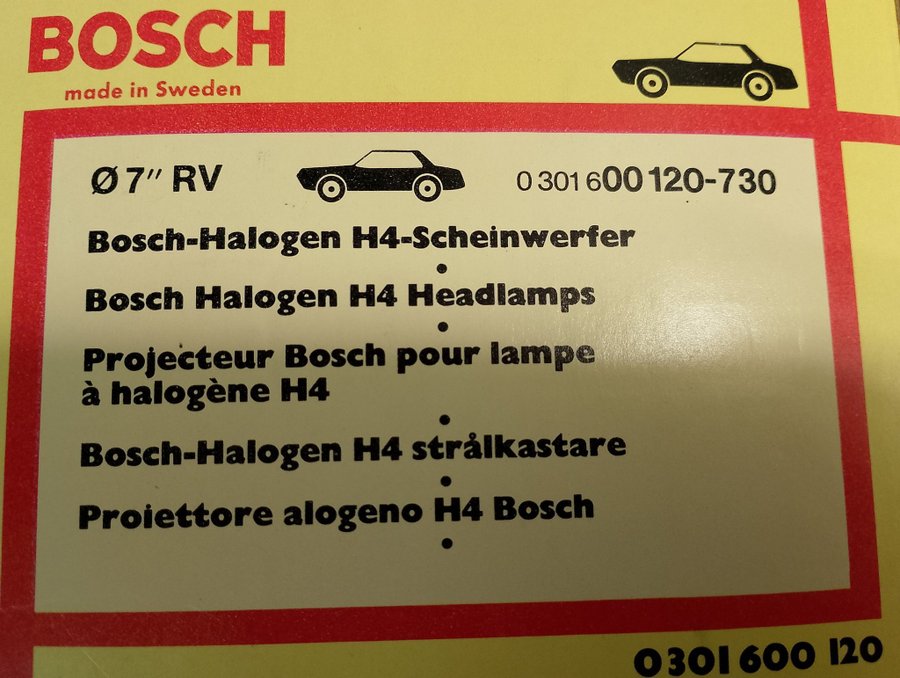 BOSCH
made in Sweden
Ø 7" RV 0 301 600 120-730
Bosch-Halogen H4-Scheinwerfer
•
Bosch Halogen H4 Headlamps
•
Projecteur Bosch pour lampe
à halogène H4
•
Bosch-Halogen H4 strålkastare
•
Proiettore alogeno H4 Bosch
•
0 301 600 120